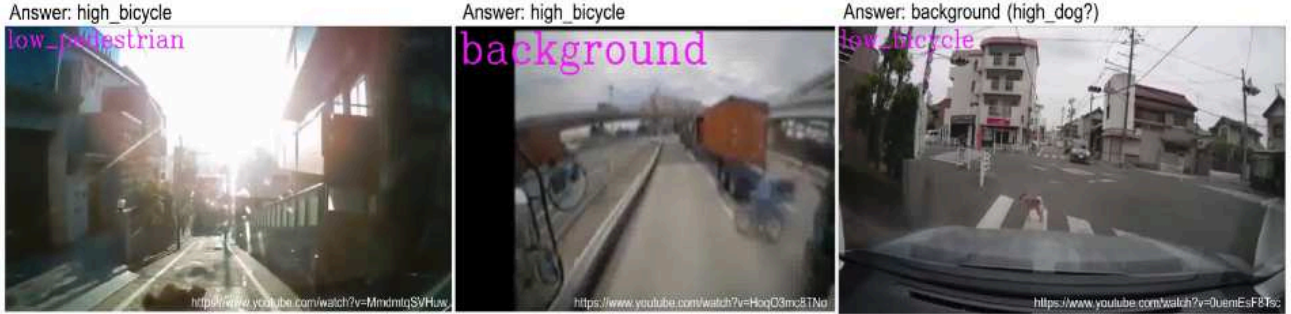 Answer: high_bicycle
low_pedestrian
https://www.youtube.com/watch?v=MmdmtqSVHuw
Answer: high_bicycle
background
https://www.youtube.com/watch?v=HoqO3mc8TNo
Answer: background (high_dog?)
low_bicycle
https://www.youtube.com/watch?v=0uemEsF8Tsc